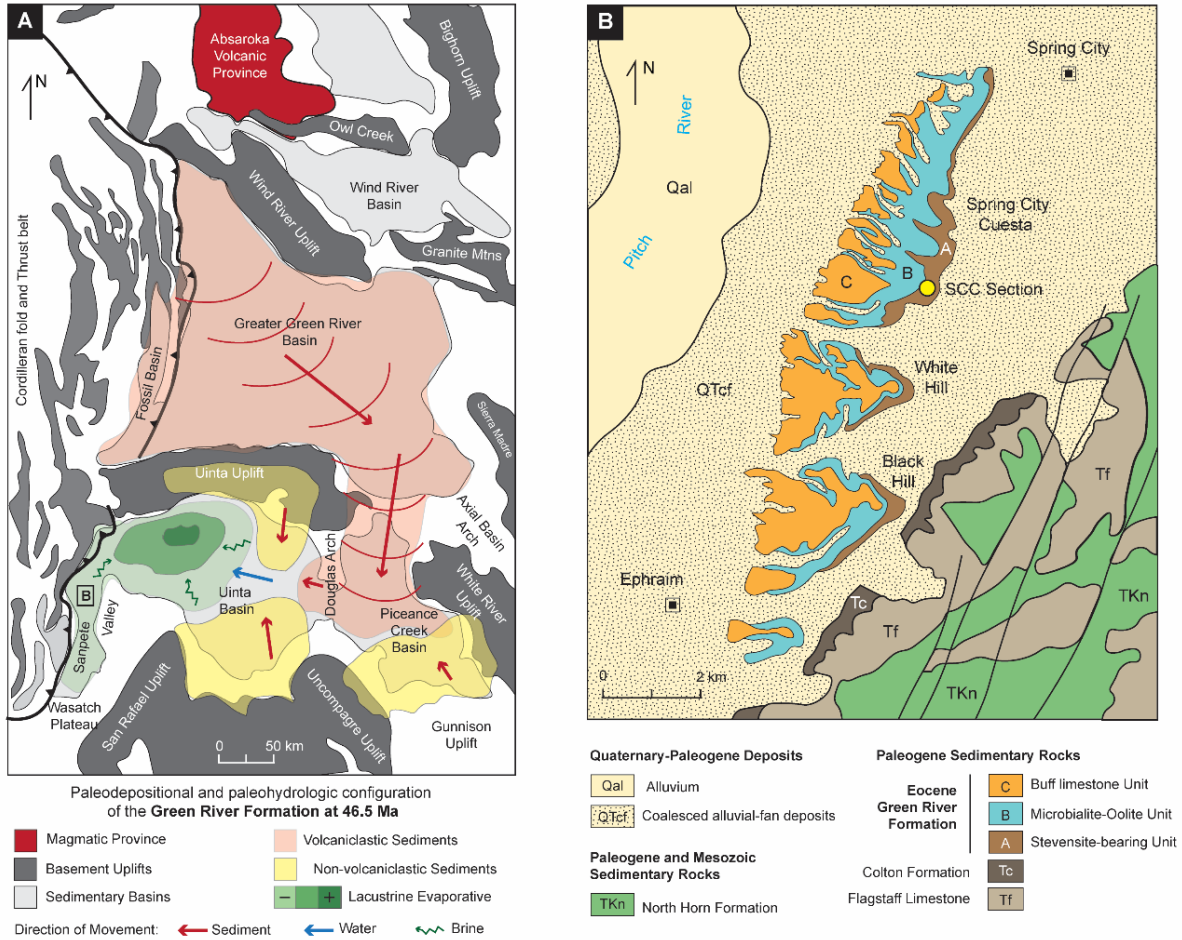 A
N
Absaroka
Volcanic
Province
Bighorn Uplift
Owl Creek
Wind River Uplift
Wind River
Basin
Granite Mtns
Cordilleran fold and Thrust belt
Fossil Basin
Greater Green River
Basin
Sierra Madre
Uinta Uplift
Axial Basin
Arch
Douglas Arch
White River
Uplift
B
Uinta
Basin
Sanpete
Valley
Piceance
Creek
Basin
Wasatch
Plateau
San Rafael Uplift
Uncompagre Uplift
Gunnison
Uplift
0 50 km
Paleodepositional and paleohydrologic configuration
of the Green River Formation at 46.5 Ma
Magmatic Province
Volcaniclastic Sediments
Basement Uplifts
Non-volcaniclastic Sediments
Sedimentary Basins
− + Lacustrine Evaporative
Direction of Movement: Sediment Water Brine
B
N
Spring City
River
Qal
Pitch
Spring City
Cuesta
A
B
C
SCC Section
QTcf
White
Hill
Black
Hill
Tf
Ephraim
Tc
Tf
TKn
TKn
0 2 km
Quaternary-Paleogene Deposits
Qal Alluvium
QTcf Coalesced alluvial-fan deposits
Paleogene and Mesozoic
Sedimentary Rocks
TKn North Horn Formation
Paleogene Sedimentary Rocks
Eocene
Green River
Formation
C Buff limestone Unit
B Microbialite-Oolite Unit
A Stevensite-bearing Unit
Colton Formation Tc
Flagstaff Limestone Tf